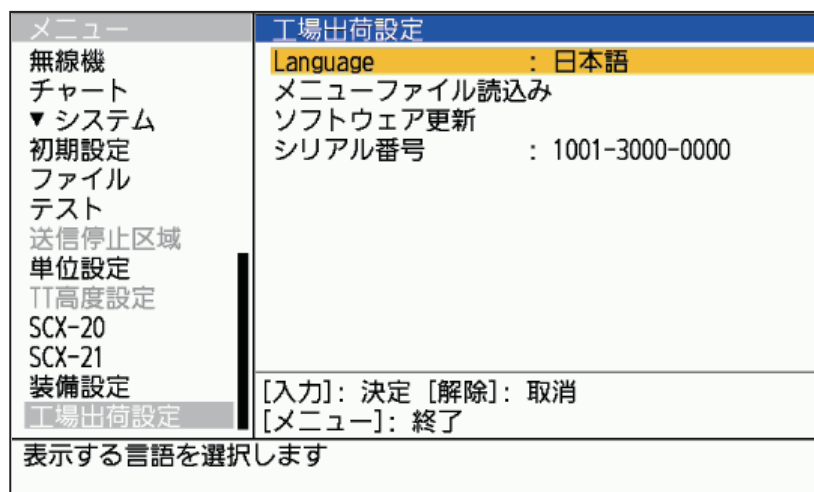 メニュー
無線機
チャート
▼ システム
初期設定
ファイル
テスト
送信停止区域
単位設定
TT高度設定
SCX-20
SCX-21
装備設定
工場出荷設定
工場出荷設定
Language : 日本語
メニューファイル読込み
ソフトウェア更新
シリアル番号 : 1001-3000-0000
[入力]: 決定 [解除]: 取消
[メニュー]: 終了
表示する言語を選択します